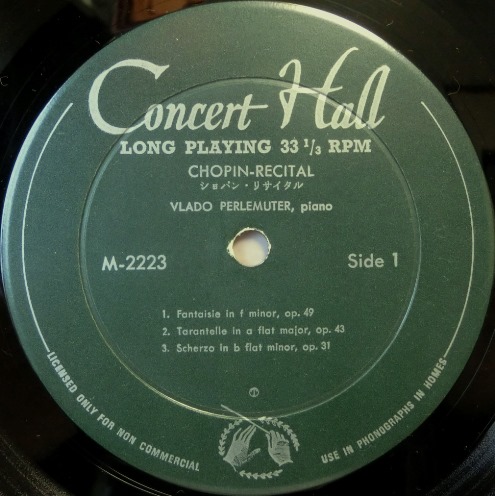 Concert Hall
LONG PLAYING 33 1/3 RPM
CHOPIN-RECITAL
ショパン・リサイタル
VLADO PERLEMUTER, piano
M-2223
Side 1
1. Fantaisie in f minor, op. 49
2. Tarantelle in a flat major, op. 43
3. Scherzo in b flat minor, op. 31
LICENSED ONLY FOR NON COMMERCIAL
USE IN PHONOGRAPHS IN HOMES